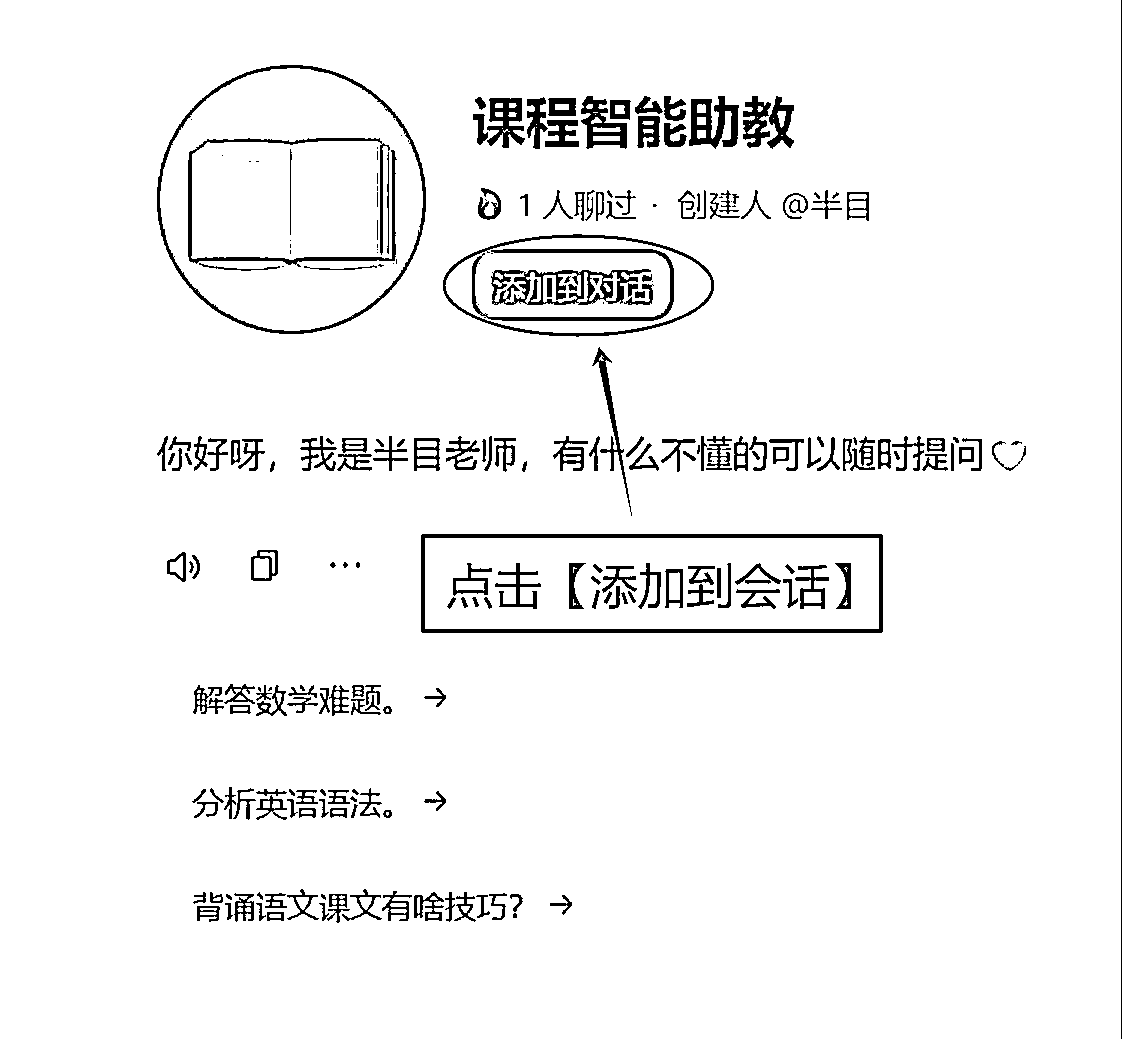 课程智能助教
1 人聊过 · 创建人 @半目
添加到对话
你好呀，我是半目老师，有什么不懂的可以随时提问♡
点击【添加到会话】
解答数学难题。 →
分析英语语法。 →
背诵语文课文有啥技巧？ →